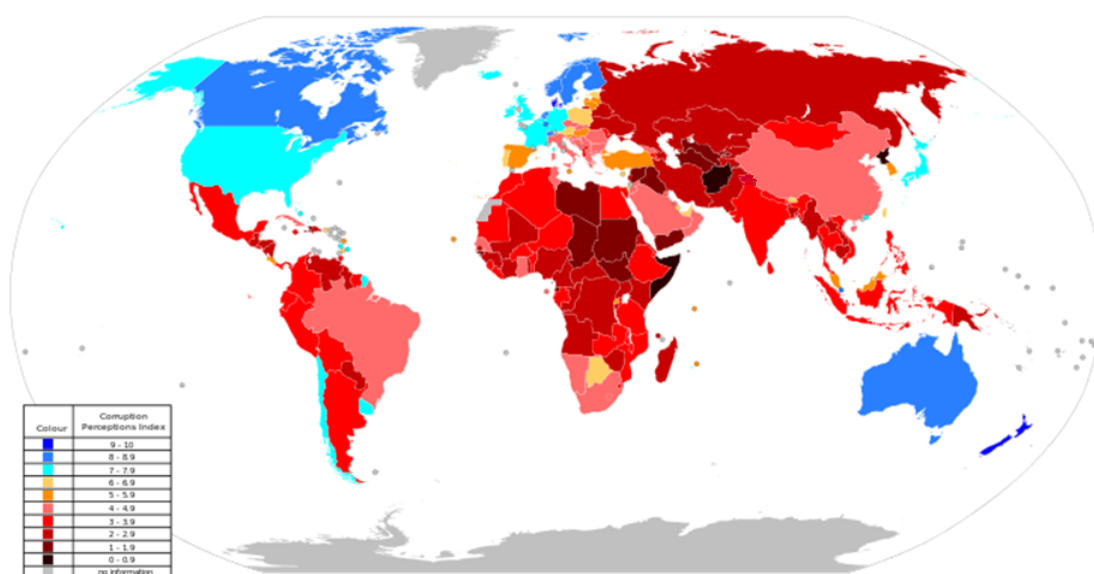 Colour Corruption Perceptions Index
9 - 10
8 - 8.9
7 - 7.9
6 - 6.9
5 - 5.9
4 - 4.9
3 - 3.9
2 - 2.9
1 - 1.9
0 - 0.9
no information